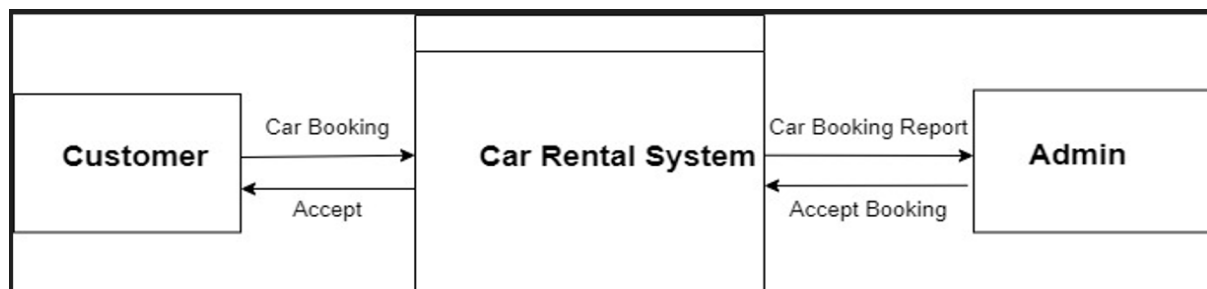 Customer
Car Booking
Accept
Car Rental System
Car Booking Report
Accept Booking
Admin